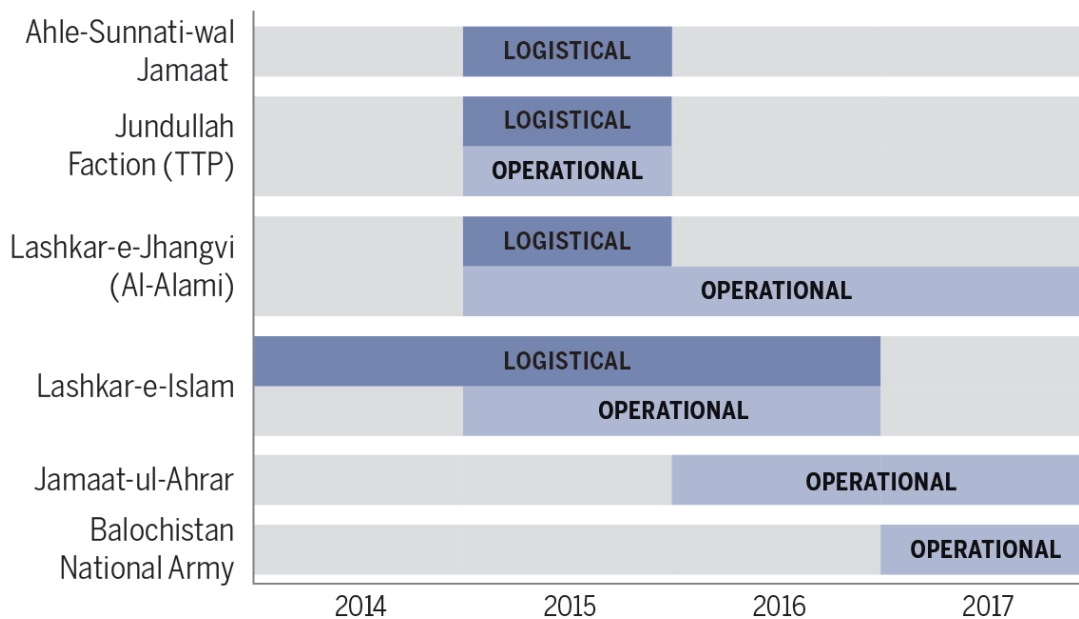 Ahle-Sunnati-wal
Jamaat
LOGISTICAL
Jundullah
Faction (TTP)
LOGISTICAL
OPERATIONAL
Lashkar-e-Jhangvi
(Al-Alami)
LOGISTICAL
OPERATIONAL
Lashkar-e-Islam
LOGISTICAL
OPERATIONAL
Jamaat-ul-Ahrar
OPERATIONAL
Balochistan
National Army
OPERATIONAL
2014 2015 2016 2017